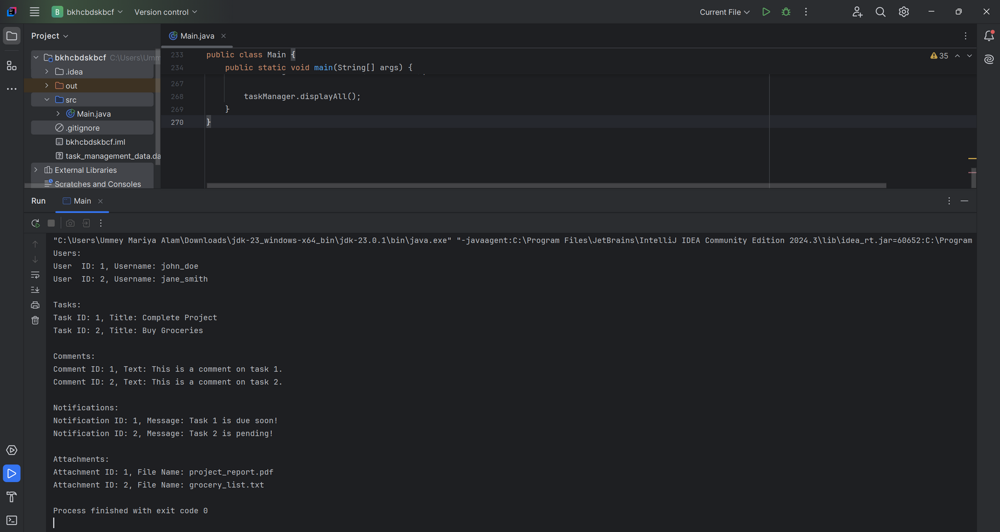 B bkhcbdskbcf Version control Current File
Project
Main.java
bkhcbdskbcf C:\Users\Umm
.idea
out
src
Main.java
.gitignore
bkhcbdskbcf.iml
task_management_data.da
External Libraries
Scratches and Consoles
35
233 public class Main {
234 public static void main(String[] args) {
267
268 taskManager.displayAll();
269 }
270 }
Run Main
"C:\Users\Ummey Mariya Alam\Downloads\jdk-23_windows-x64_bin\jdk-23.0.1\bin\java.exe" "-javaagent:C:\Program Files\JetBrains\IntelliJ IDEA Community Edition 2024.3\lib\idea_rt.jar=60652:C:\Program
Users:
User  ID: 1, Username: john_doe
User  ID: 2, Username: jane_smith
Tasks:
Task ID: 1, Title: Complete Project
Task ID: 2, Title: Buy Groceries
Comments:
Comment ID: 1, Text: This is a comment on task 1.
Comment ID: 2, Text: This is a comment on task 2.
Notifications:
Notification ID: 1, Message: Task 1 is due soon!
Notification ID: 2, Message: Task 2 is pending!
Attachments:
Attachment ID: 1, File Name: project_report.pdf
Attachment ID: 2, File Name: grocery_list.txt
Process finished with exit code 0